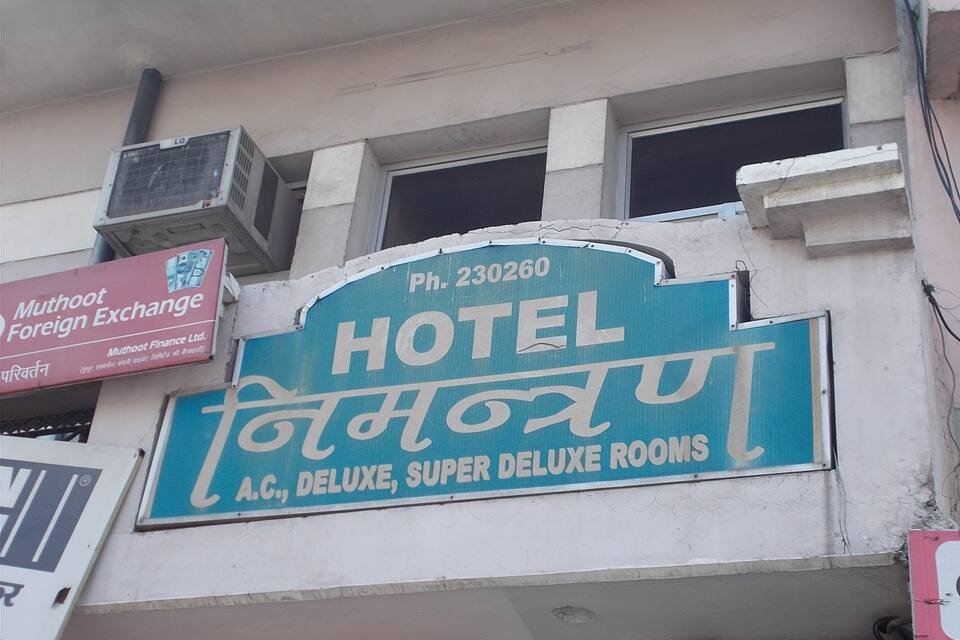 LG
Ph. 230260
HOTEL
निमन्त्रण
A.C., DELUXE, SUPER DELUXE ROOMS
Muthoot
Foreign Exchange
Muthoot Finance Ltd.
परिवर्तन